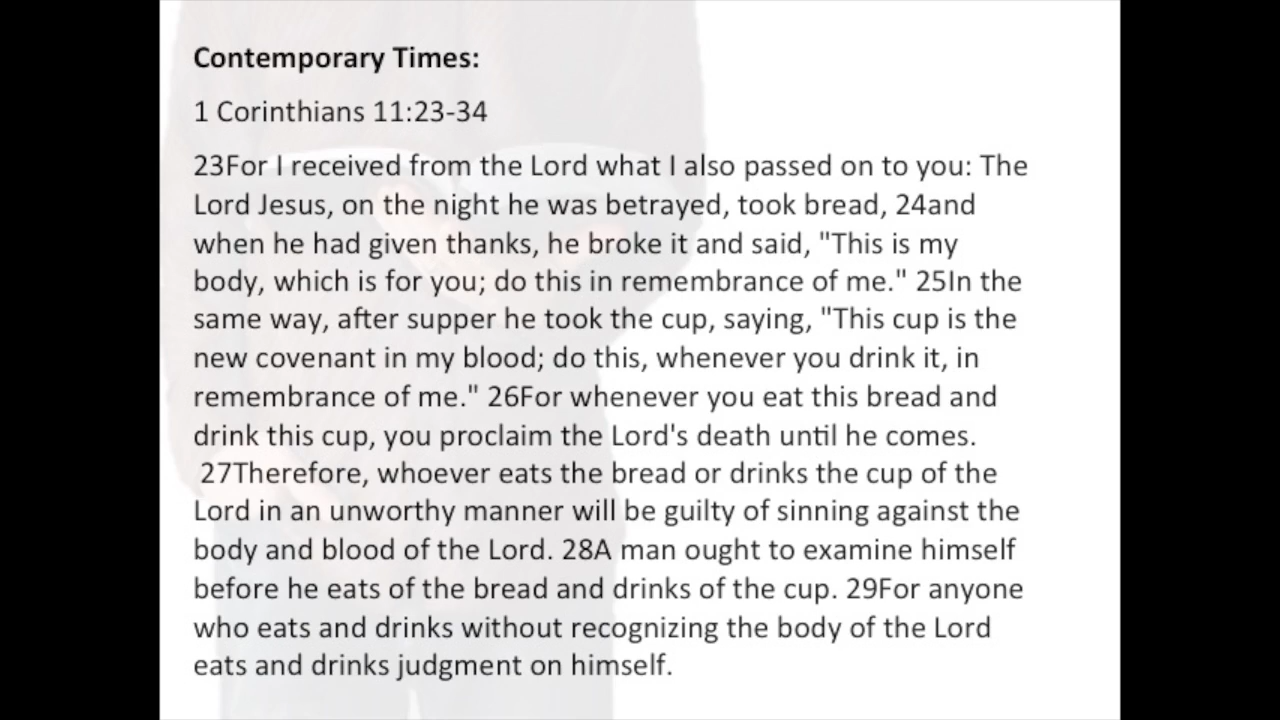 Contemporary Times:
1 Corinthians 11:23-34
23For I received from the Lord what I also passed on to you: The
Lord Jesus, on the night he was betrayed, took bread, 24and
when he had given thanks, he broke it and said, "This is my
body, which is for you; do this in remembrance of me." 25In the
same way, after supper he took the cup, saying, "This cup is the
new covenant in my blood; do this, whenever you drink it, in
remembrance of me." 26For whenever you eat this bread and
drink this cup, you proclaim the Lord's death until he comes.
27Therefore, whoever eats the bread or drinks the cup of the
Lord in an unworthy manner will be guilty of sinning against the
body and blood of the Lord. 28A man ought to examine himself
before he eats of the bread and drinks of the cup. 29For anyone
who eats and drinks without recognizing the body of the Lord
eats and drinks judgment on himself.